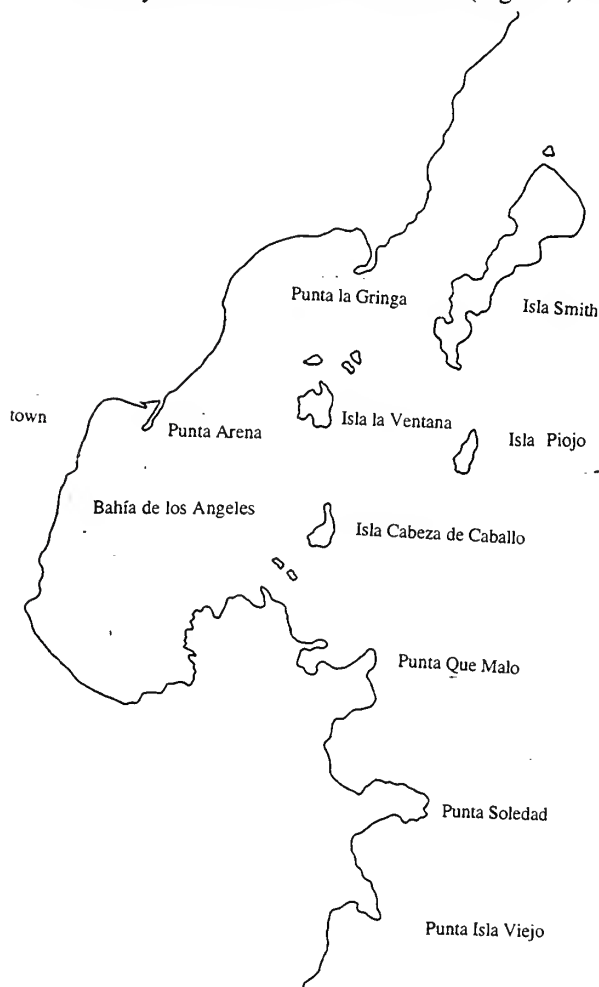 Punta la Gringa
Isla Smith
town
Punta Arena
Isla la Ventana
Isla Piojo
Bahía de los Angeles
Isla Cabeza de Caballo
Punta Que Malo
Punta Soledad
Punta Isla Viejo